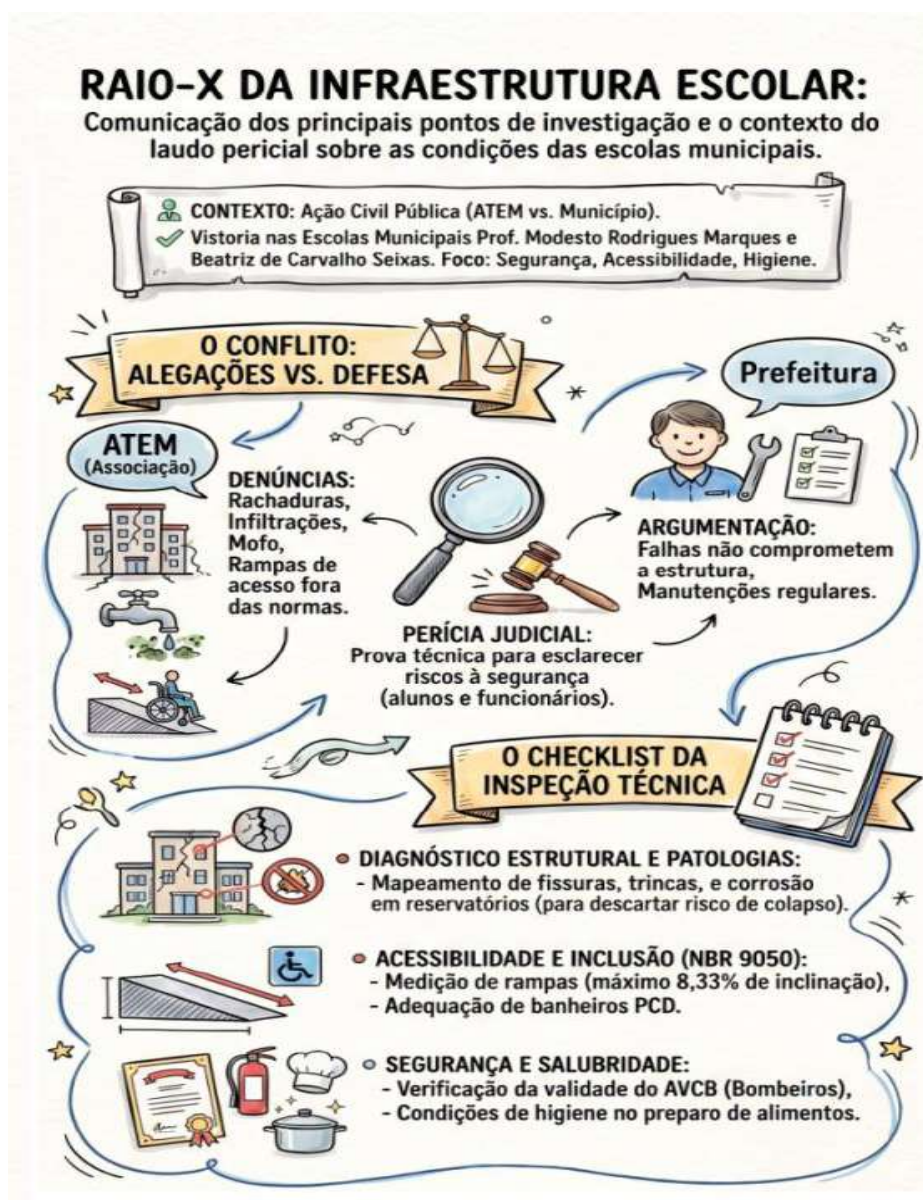 RAIO-X DA INFRAESTRUTURA ESCOLAR:
Comunicação dos principais pontos de investigação e o contexto do
laudo pericial sobre as condições das escolas municipais.
CONTEXTO: Ação Civil Pública (ATEM vs. Município).
Vistoria nas Escolas Municipais Prof. Modesto Rodrigues Marques e
Beatriz de Carvalho Seixas. Foco: Segurança, Acessibilidade, Higiene.
O CONFLITO:
ALEGAÇÕES VS. DEFESA
ATEM
(Associação)
DENÚNCIAS:
Rachaduras,
Infiltrações,
Mofo,
Rampas de
acesso fora
das normas.
PERÍCIA JUDICIAL:
Prova técnica para esclarecer
riscos à segurança
(alunos e funcionários).
Prefeitura
ARGUMENTAÇÃO:
Falhas não comprometem
a estrutura,
Manutenções regulares.
O CHECKLIST DA
INSPEÇÃO TÉCNICA
DIAGNÓSTICO ESTRUTURAL E PATOLOGIAS:
- Mapeamento de fissuras, trincas, e corrosão
em reservatórios (para descartar risco de colapso).
ACESSIBILIDADE E INCLUSÃO (NBR 9050):
- Medição de rampas (máximo 8,33% de inclinação),
- Adequação de banheiros PCD.
SEGURANÇA E SALUBRIDADE:
- Verificação da validade do AVCB (Bombeiros),
- Condições de higiene no preparo de alimentos.